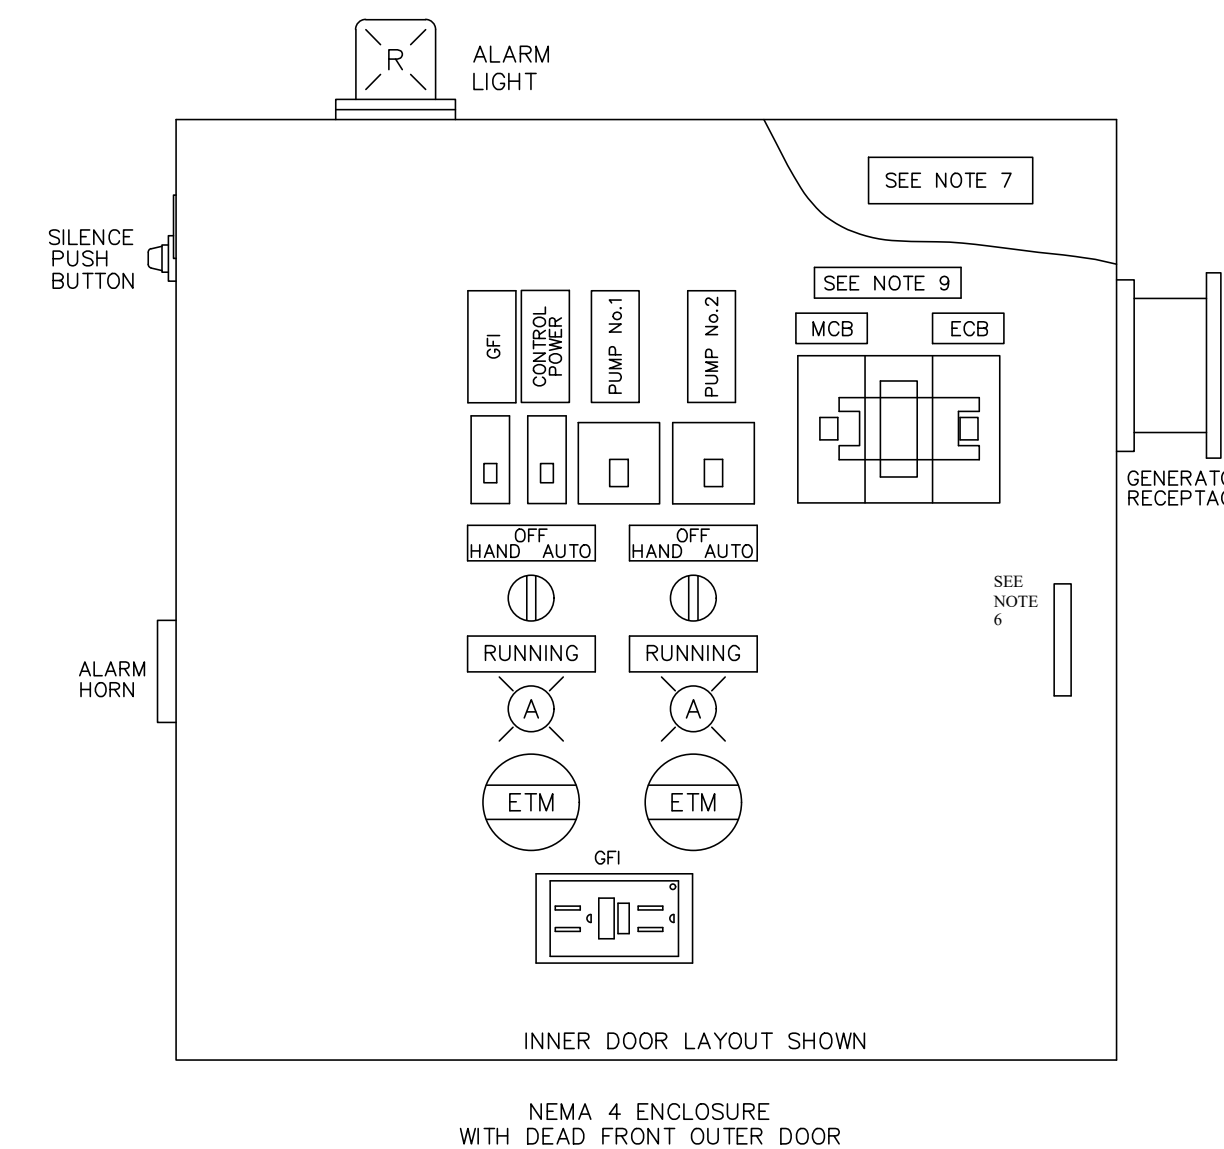 R
ALARM
LIGHT
SEE NOTE 7
SILENCE
PUSH
BUTTON
SEE NOTE 9
MCB
ECB
GFI
CONTROL
POWER
PUMP No.1
PUMP No.2
GENERATO
RECEPTAC
OFF
HAND AUTO
OFF
HAND AUTO
SEE
NOTE
6
RUNNING
RUNNING
ALARM
HORN
A
A
ETM
ETM
GFI
INNER DOOR LAYOUT SHOWN
NEMA 4 ENCLOSURE
WITH DEAD FRONT OUTER DOOR